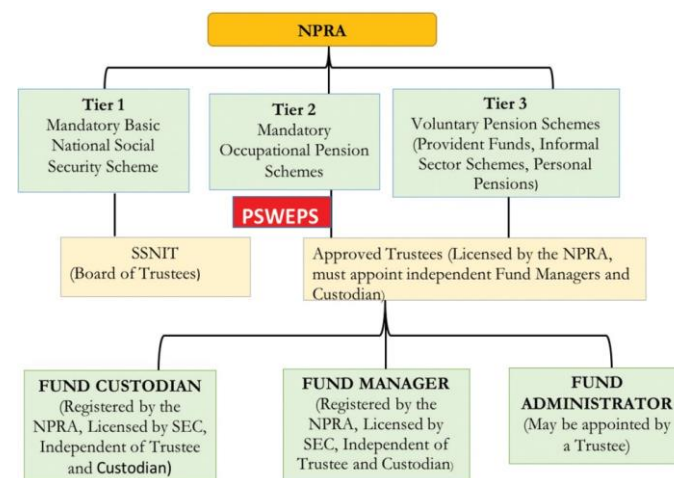 NPRA
Tier 1
Mandatory Basic
National Social
Security Scheme
Tier 2
Mandatory
Occupational Pension
Schemes
Tier 3
Voluntary Pension Schemes
(Provident Funds, Informal
Sector Schemes, Personal
Pensions)
PSWEPS
SSNIT
(Board of Trustees)
Approved Trustees (Licensed by the NPRA,
must appoint independent Fund Managers and
Custodian)
FUND CUSTODIAN
(Registered by the
NPRA, Licensed by SEC,
Independent of Trustee
and Custodian)
FUND MANAGER
(Registered by the
NPRA, Licensed by
SEC, Independent of
Trustee and Custodian)
FUND
ADMINISTRATOR
(May be appointed by
a Trustee)